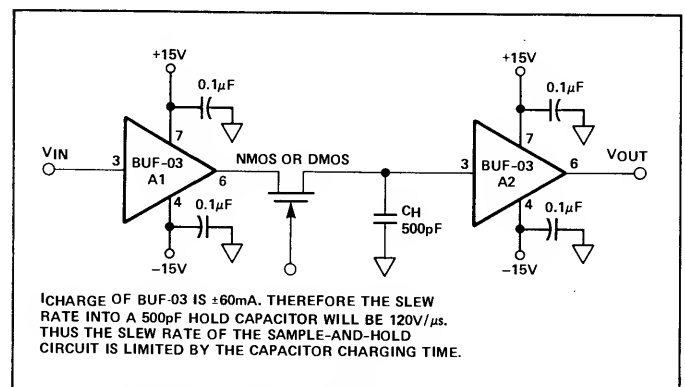 +15V
0.1μF
7
VIN
3
BUF-03
A1
6
4
0.1μF
−15V
NMOS OR DMOS
CH
500pF
+15V
0.1μF
7
3
BUF-03
A2
6
VOUT
4
0.1μF
−15V
ICHARGE OF BUF-03 IS ±60mA. THEREFORE THE SLEW
RATE INTO A 500pF HOLD CAPACITOR WILL BE 120V/μs.
THUS THE SLEW RATE OF THE SAMPLE-AND-HOLD
CIRCUIT IS LIMITED BY THE CAPACITOR CHARGING TIME.